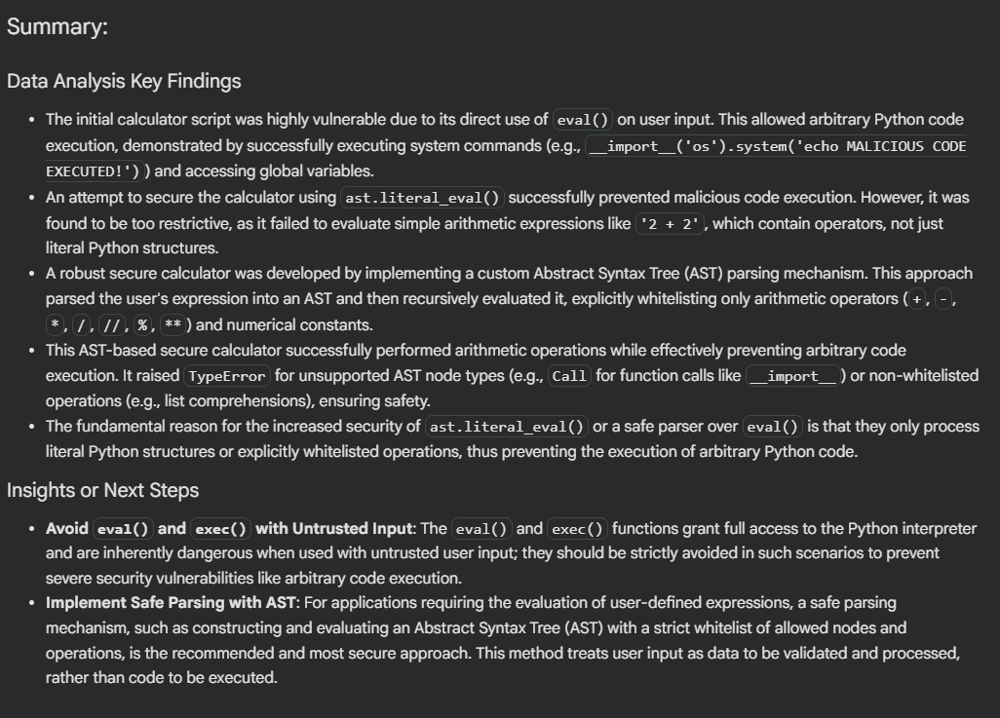 Summary:
Data Analysis Key Findings
• The initial calculator script was highly vulnerable due to its direct use of eval() on user input. This allowed arbitrary Python code
execution, demonstrated by successfully executing system commands (e.g., __import__('os').system('echo MALICIOUS CODE
EXECUTED!')) and accessing global variables.
• An attempt to secure the calculator using ast.literal_eval() successfully prevented malicious code execution. However, it was
found to be too restrictive, as it failed to evaluate simple arithmetic expressions like '2 + 2', which contain operators, not just
literal Python structures.
• A robust secure calculator was developed by implementing a custom Abstract Syntax Tree (AST) parsing mechanism. This approach
parsed the user's expression into an AST and then recursively evaluated it, explicitly whitelisting only arithmetic operators (+, -,
*, /, //, %, **) and numerical constants.
• This AST-based secure calculator successfully performed arithmetic operations while effectively preventing arbitrary code
execution. It raised TypeError for unsupported AST node types (e.g., Call for function calls like __import__) or non-whitelisted
operations (e.g., list comprehensions), ensuring safety.
• The fundamental reason for the increased security of ast.literal_eval() or a safe parser over eval() is that they only process
literal Python structures or explicitly whitelisted operations, thus preventing the execution of arbitrary Python code.
Insights or Next Steps
• Avoid eval() and exec() with Untrusted Input: The eval() and exec() functions grant full access to the Python interpreter
and are inherently dangerous when used with untrusted user input; they should be strictly avoided in such scenarios to prevent
severe security vulnerabilities like arbitrary code execution.
• Implement Safe Parsing with AST: For applications requiring the evaluation of user-defined expressions, a safe parsing
mechanism, such as constructing and evaluating an Abstract Syntax Tree (AST) with a strict whitelist of allowed nodes and
operations, is the recommended and most secure approach. This method treats user input as data to be validated and processed,
rather than code to be executed.